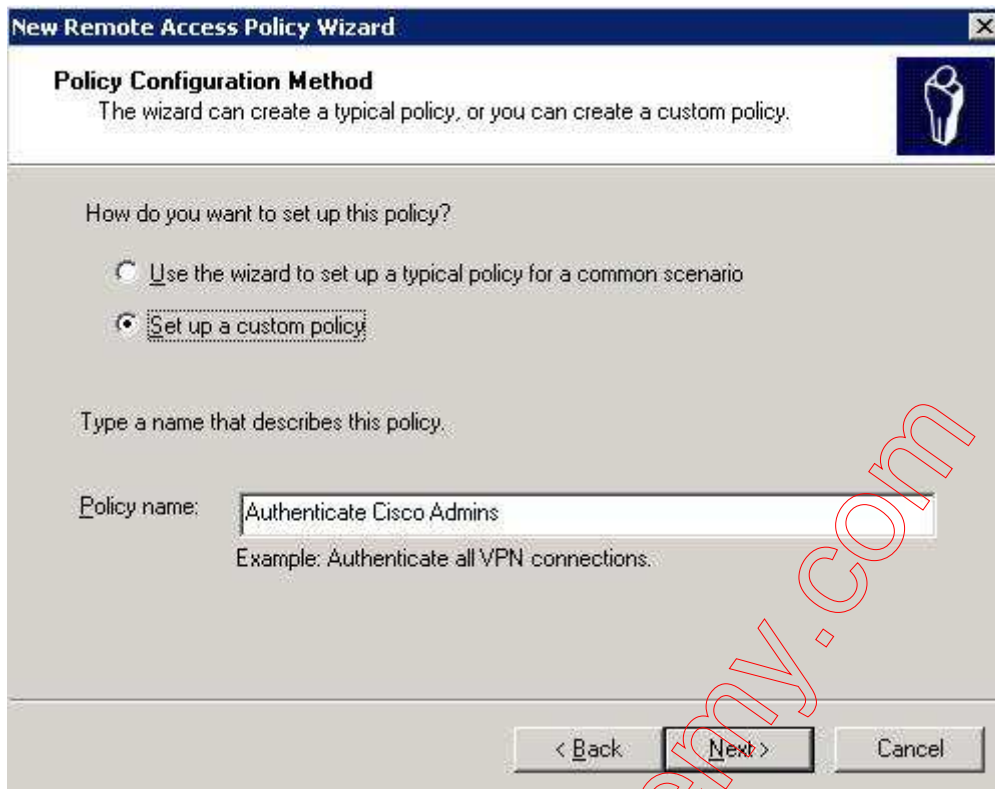 New Remote Access Policy Wizard
Policy Configuration Method
The wizard can create a typical policy, or you can create a custom policy.
How do you want to set up this policy?
Use the wizard to set up a typical policy for a common scenario
Set up a custom policy
Type a name that describes this policy.
Policy name:
Authenticate Cisco Admins
Example: Authenticate all VPN connections.
< Back
Next >
Cancel
my.com